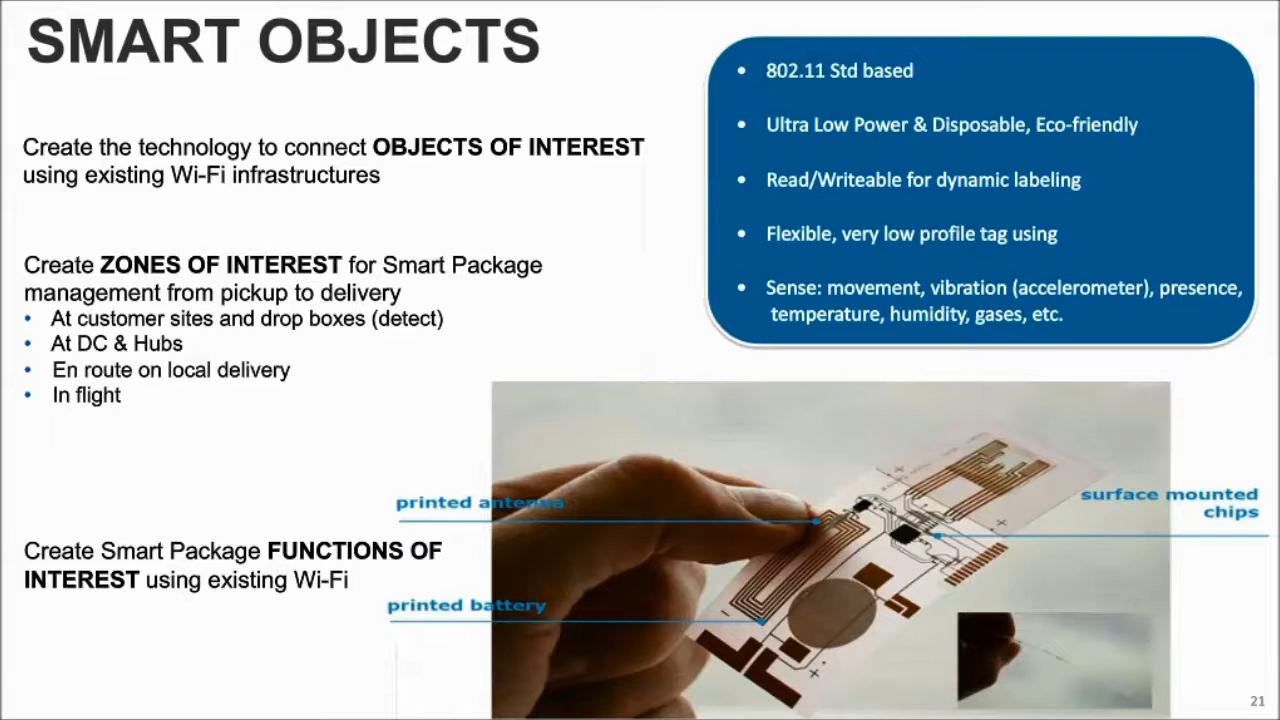 SMART OBJECTS
Create the technology to connect OBJECTS OF INTEREST
using existing Wi-Fi infrastructures
Create ZONES OF INTEREST for Smart Package
management from pickup to delivery
• At customer sites and drop boxes (detect)
• At DC & Hubs
• En route on local delivery
• In flight
Create Smart Package FUNCTIONS OF
INTEREST using existing Wi-Fi
• 802.11 Std based
• Ultra Low Power & Disposable, Eco-friendly
• Read/Writeable for dynamic labeling
• Flexible, very low profile tag using
• Sense: movement, vibration (accelerometer), presence,
temperature, humidity, gases, etc.
printed antenna
surface mounted
chips
printed battery
21